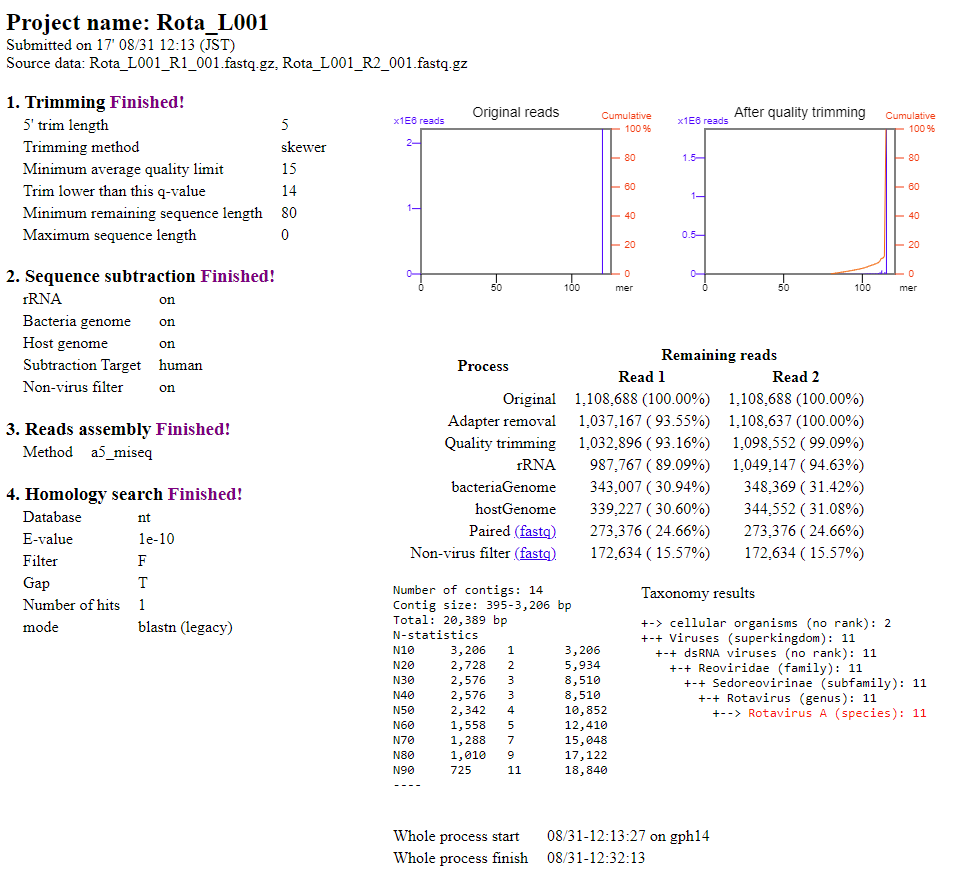 Project name: Rota_L001
Submitted on 17' 08/31 12:13 (JST)
Source data: Rota_L001_R1_001.fastq.gz, Rota_L001_R2_001.fastq.gz
1. Trimming Finished!
5' trim length 5
Trimming method skewer
Minimum average quality limit 15
Trim lower than this q-value 14
Minimum remaining sequence length 80
Maximum sequence length 0
2. Sequence subtraction Finished!
rRNA on
Bacteria genome on
Host genome on
Subtraction Target human
Non-virus filter on
3. Reads assembly Finished!
Method a5_miseq
4. Homology search Finished!
Database nt
E-value 1e-10
Filter F
Gap T
Number of hits 1
mode blastn (legacy)
Original reads
x1E6 reads Cumulative
100 %
2
80
60
1
40
20
0 0
0 50 100 mer
After quality trimming
x1E6 reads Cumulative
100 %
1.5 80
60
1
40
0.5
20
0 0
0 50 100 mer
Process Remaining reads
Read 1 Read 2
Original 1,108,688 (100.00%) 1,108,688 (100.00%)
Adapter removal 1,037,167 ( 93.55%) 1,108,637 (100.00%)
Quality trimming 1,032,896 ( 93.16%) 1,098,552 ( 99.09%)
rRNA 987,767 ( 89.09%) 1,049,147 ( 94.63%)
bacteriaGenome 343,007 ( 30.94%) 348,369 ( 31.42%)
hostGenome 339,227 ( 30.60%) 344,552 ( 31.08%)
Paired (fastq) 273,376 ( 24.66%) 273,376 ( 24.66%)
Non-virus filter (fastq) 172,634 ( 15.57%) 172,634 ( 15.57%)
Number of contigs: 14
Contig size: 395-3,206 bp
Total: 20,389 bp
N-statistics
N10 3,206 1 3,206
N20 2,728 2 5,934
N30 2,576 3 8,510
N40 2,576 3 8,510
N50 2,342 4 10,852
N60 1,558 5 12,410
N70 1,288 7 15,048
N80 1,010 9 17,122
N90 725 11 18,840
----
Taxonomy results
+-> cellular organisms (no rank): 2
+-+ Viruses (superkingdom): 11
+-+ dsRNA viruses (no rank): 11
+-+ Reoviridae (family): 11
+-+ Sedoreovirinae (subfamily): 11
+-+ Rotavirus (genus): 11
+--> Rotavirus A (species): 11
Whole process start 08/31-12:13:27 on gph14
Whole process finish 08/31-12:32:13